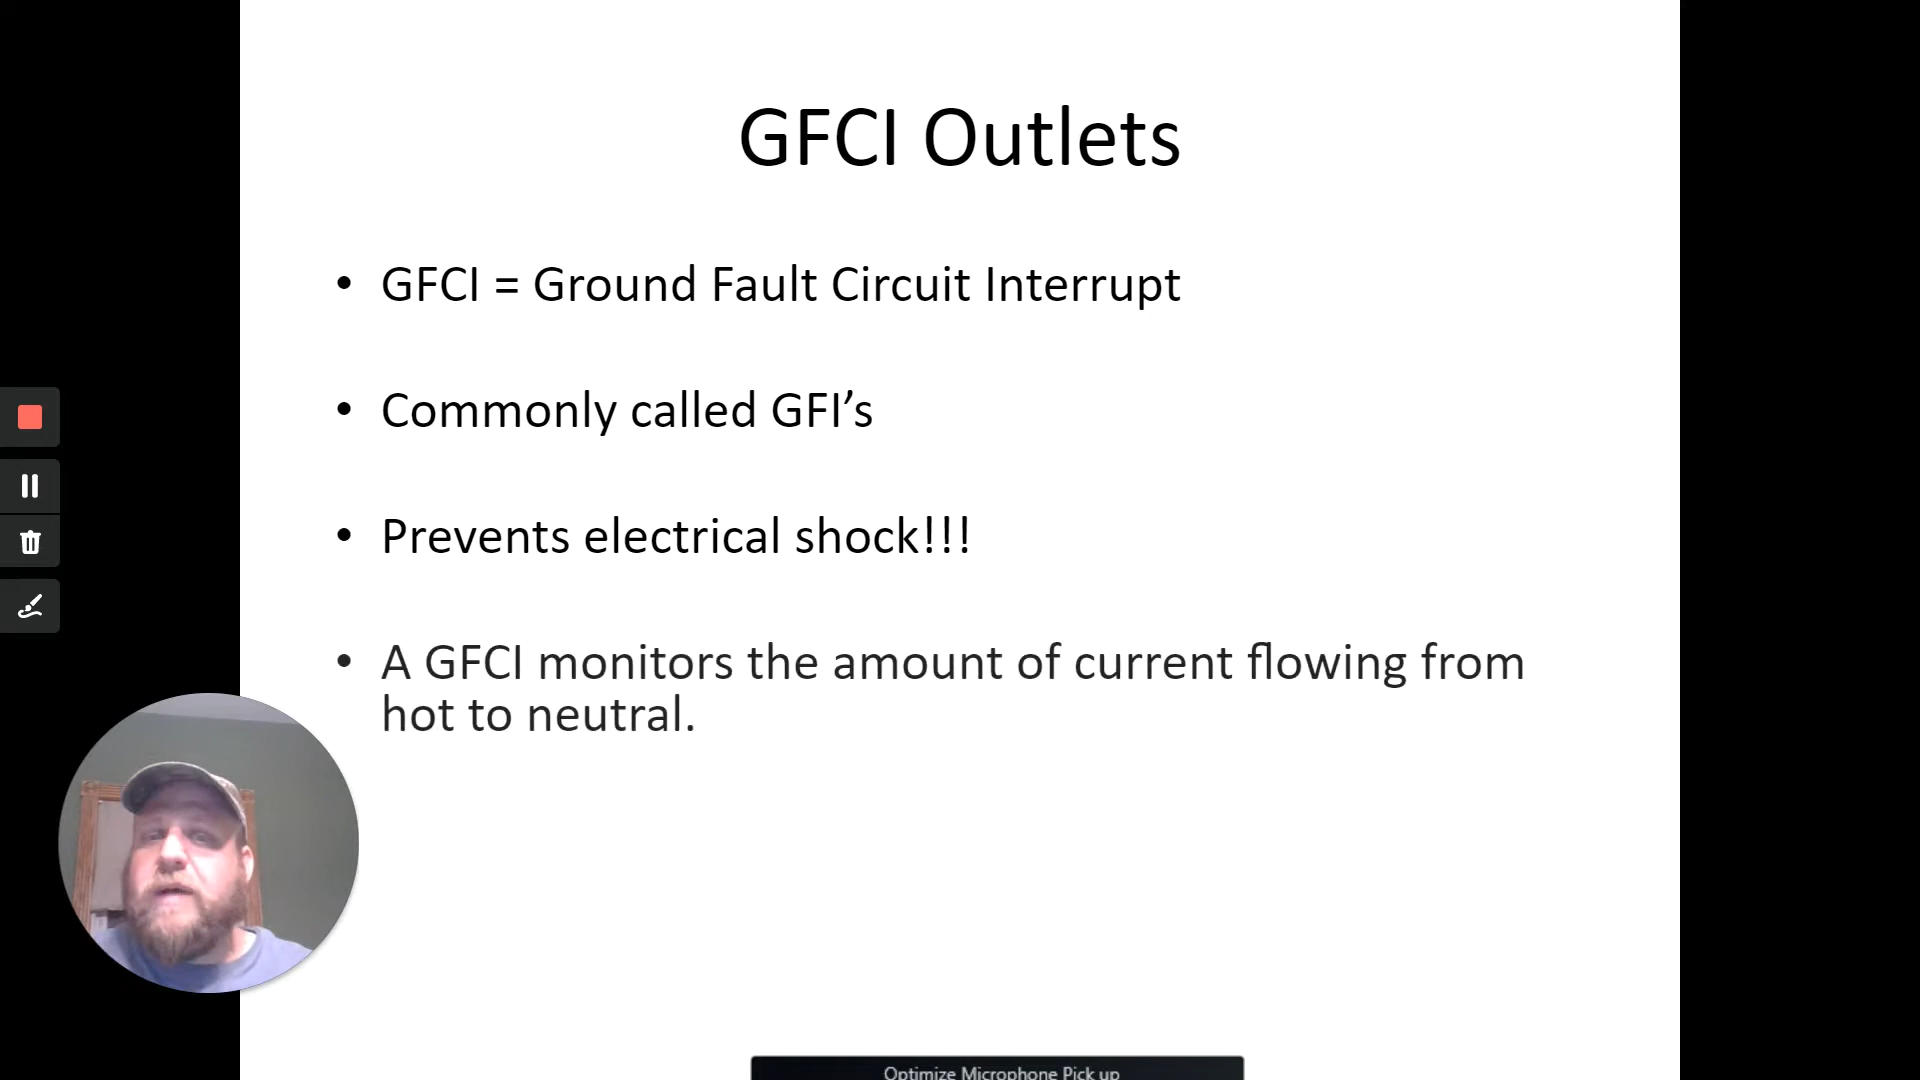 GFCI Outlets
• GFCI = Ground Fault Circuit Interrupt
• Commonly called GFI’s
• Prevents electrical shock!!!
• A GFCI monitors the amount of current flowing from
hot to neutral.
Optimize Microphone Pick up